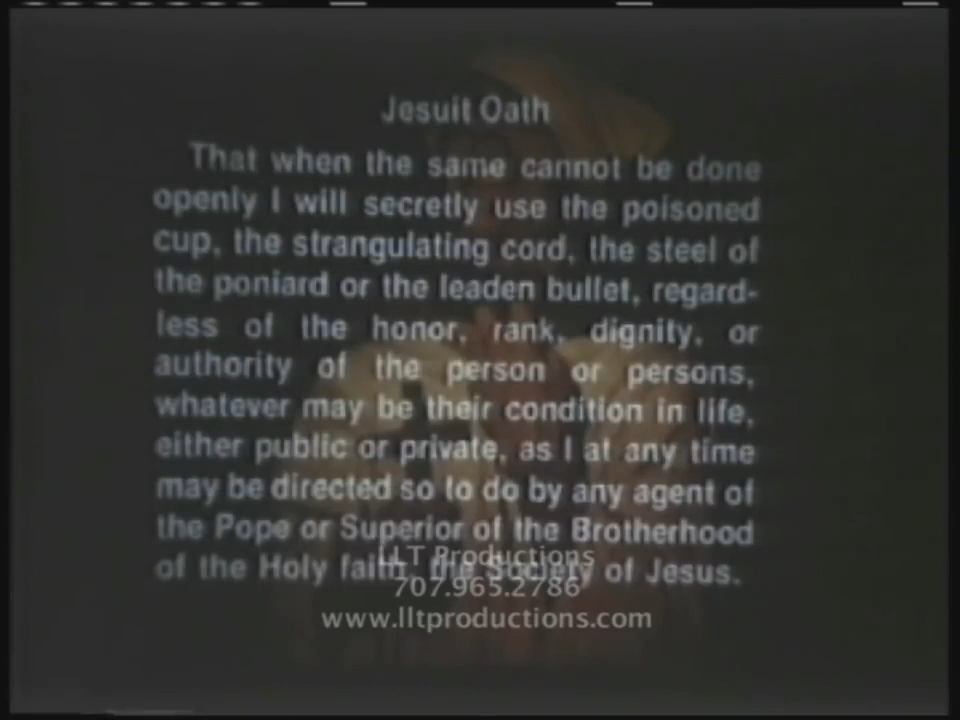 Jesuit Oath
That when the same cannot be done
openly I will secretly use the poisoned
cup, the strangulating cord, the steel of
the poniard or the leaden bullet, regard-
less of the honor, rank, dignity, or
authority of the person or persons,
whatever may be their condition in life,
either public or private, as I at any time
may be directed so to do by any agent of
the Pope or Superior of the Brotherhood
of the Holy faith, the Society of Jesus.
LLT Productions
707.965.2786
www.lltproductions.com